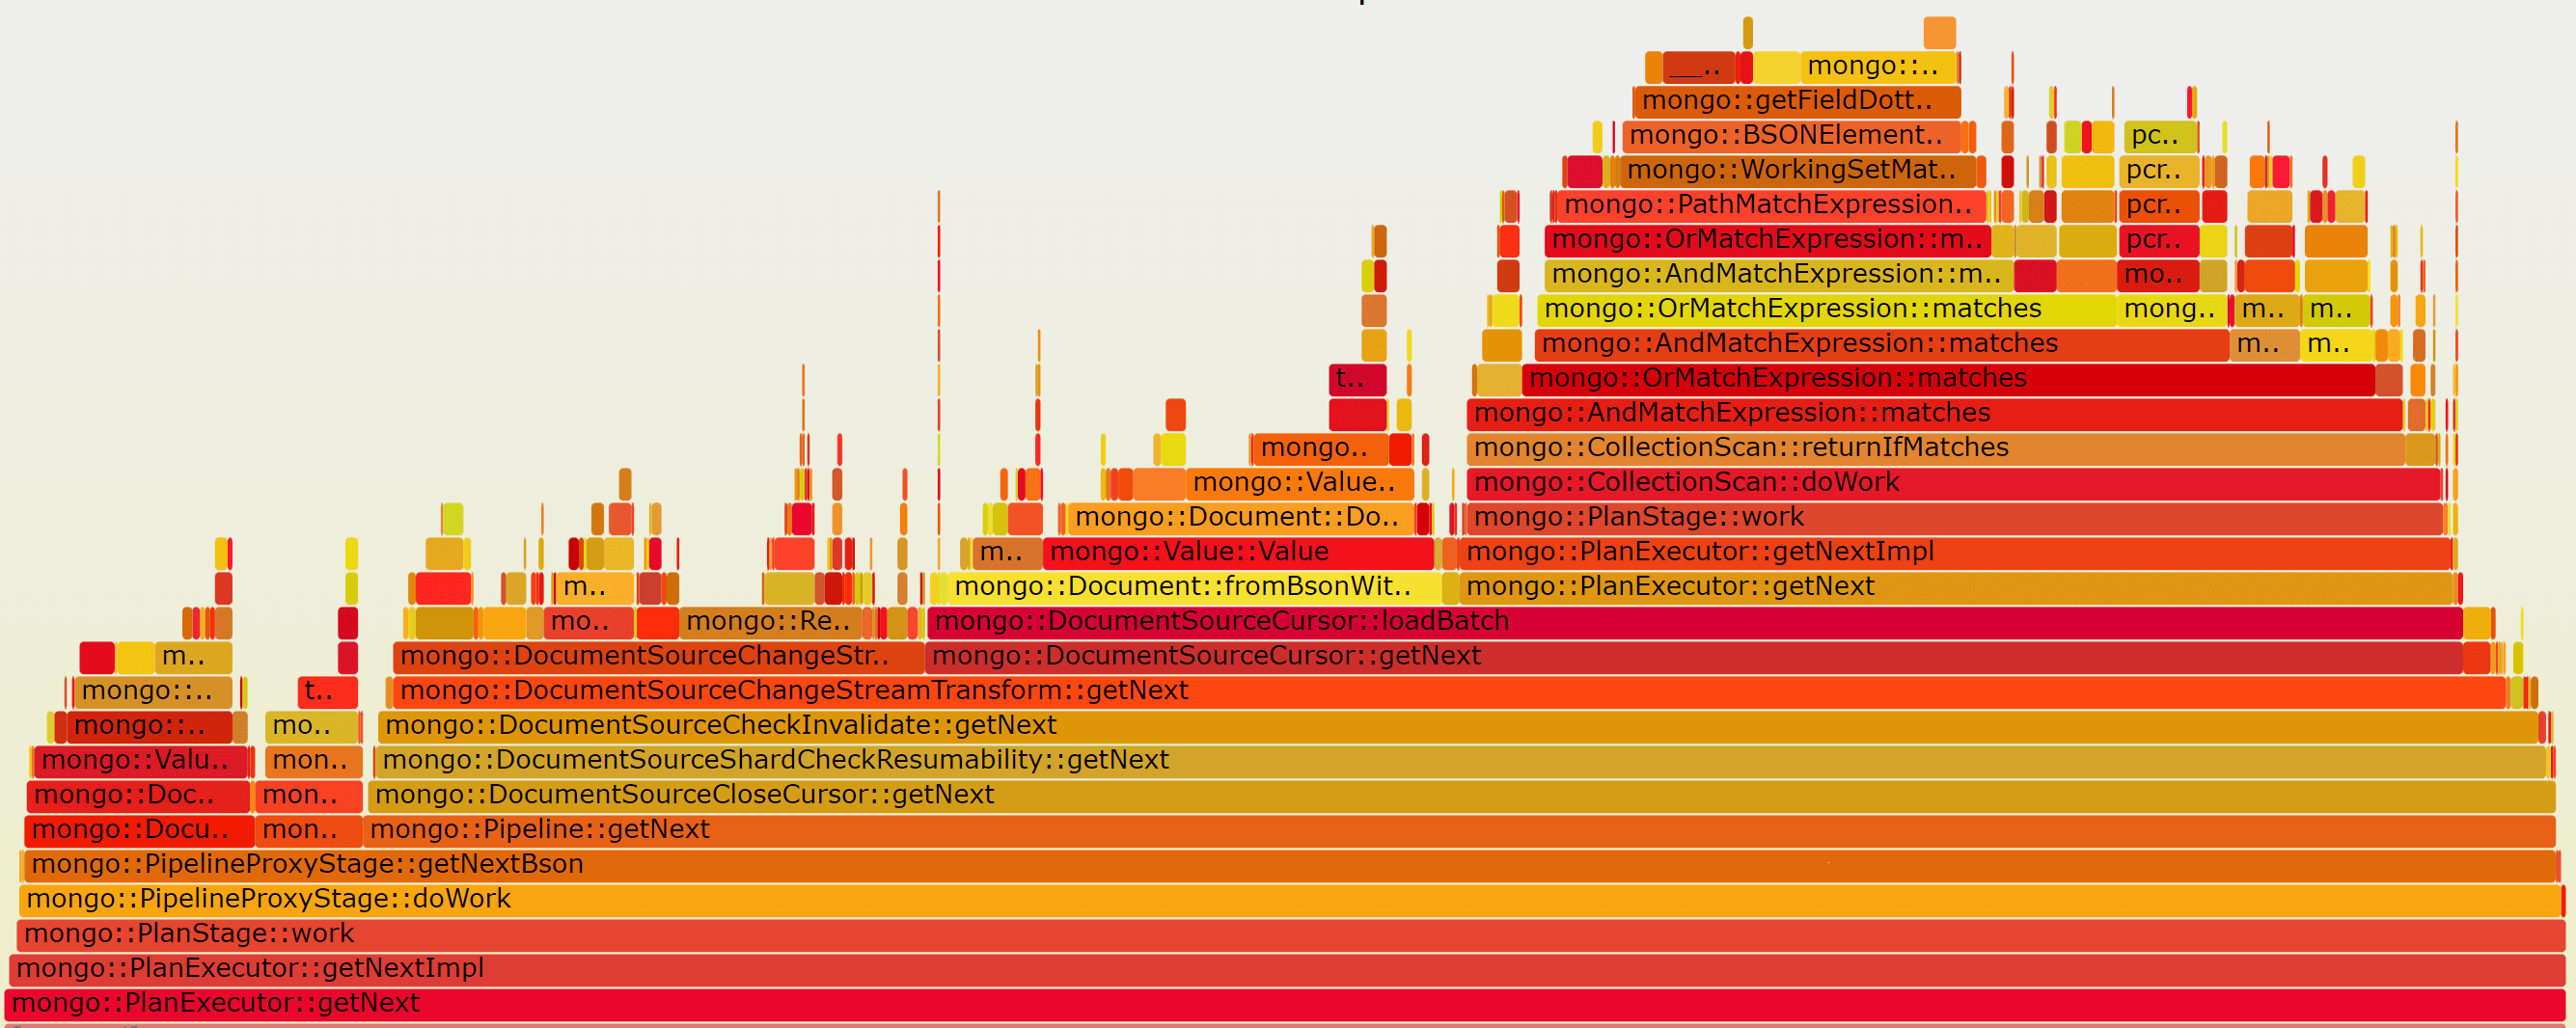 __.. mongo::..
mongo::getFieldDott..
mongo::BSONElement.. pc..
mongo::WorkingSetMat.. pcr..
mongo::PathMatchExpression.. pcr..
mongo::OrMatchExpression::m.. pcr..
mongo::AndMatchExpression::m.. mo..
mongo::OrMatchExpression::matches mong.. m.. m..
mongo::AndMatchExpression::matches m.. m..
t.. mongo::OrMatchExpression::matches
mongo::AndMatchExpression::matches
mongo.. mongo::CollectionScan::returnIfMatches
mongo::Value.. mongo::CollectionScan::doWork
mongo::Document::Do.. mongo::PlanStage::work
m.. mongo::Value::Value mongo::PlanExecutor::getNextImpl
m.. mongo::Document::fromBsonWit.. mongo::PlanExecutor::getNext
mo.. mongo::Re.. mongo::DocumentSourceCursor::loadBatch
m.. mongo::DocumentSourceChangeStr.. mongo::DocumentSourceCursor::getNext
mongo::.. t.. mongo::DocumentSourceChangeStreamTransform::getNext
mongo::.. mo.. mongo::DocumentSourceCheckInvalidate::getNext
mongo::Valu.. mon.. mongo::DocumentSourceShardCheckResumability::getNext
mongo::Doc.. mon.. mongo::DocumentSourceCloseCursor::getNext
mongo::Docu.. mon.. mongo::Pipeline::getNext
mongo::PipelineProxyStage::getNextBson
mongo::PipelineProxyStage::doWork
mongo::PlanStage::work
mongo::PlanExecutor::getNextImpl
mongo::PlanExecutor::getNext